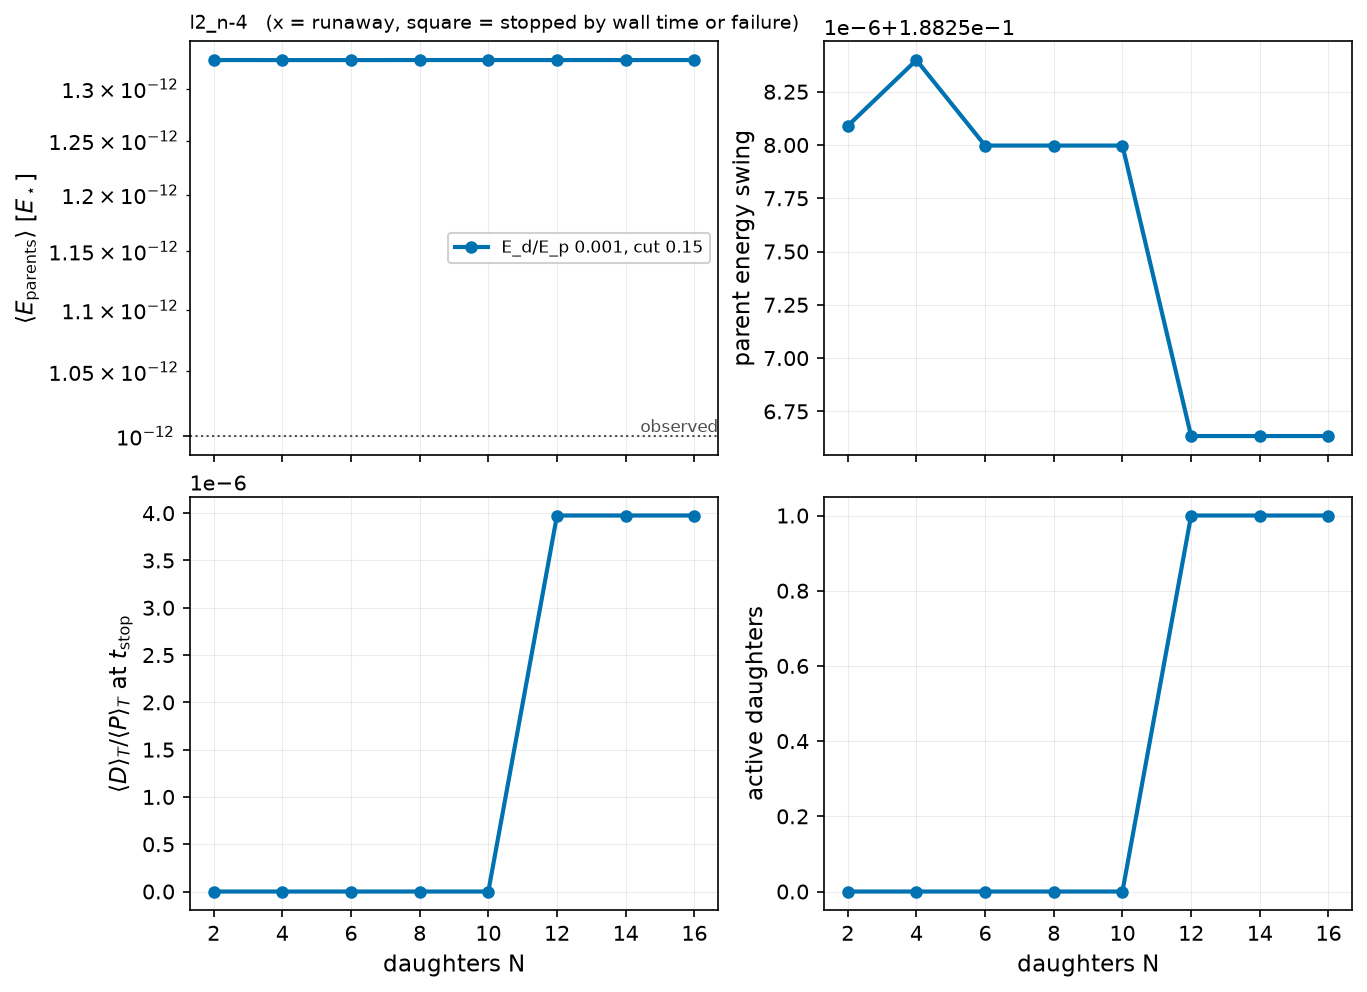 l2_n-4   (x = runaway, square = stopped by wall time or failure)
1.3 × 10⁻¹²
1.25 × 10⁻¹²
1.2 × 10⁻¹²
1.15 × 10⁻¹²
1.1 × 10⁻¹²
1.05 × 10⁻¹²
10⁻¹²
⟨E_parents⟩ [E⋆]
E_d/E_p 0.001, cut 0.15
observed
1e−6+1.8825e−1
8.25
8.00
7.75
7.50
7.25
7.00
6.75
parent energy swing
1e−6
4.0
3.5
3.0
2.5
2.0
1.5
1.0
0.5
0.0
⟨D⟩_T/⟨P⟩_T at t_stop
2 4 6 8 10 12 14 16
daughters N
1.0
0.8
0.6
0.4
0.2
0.0
active daughters
2 4 6 8 10 12 14 16
daughters N